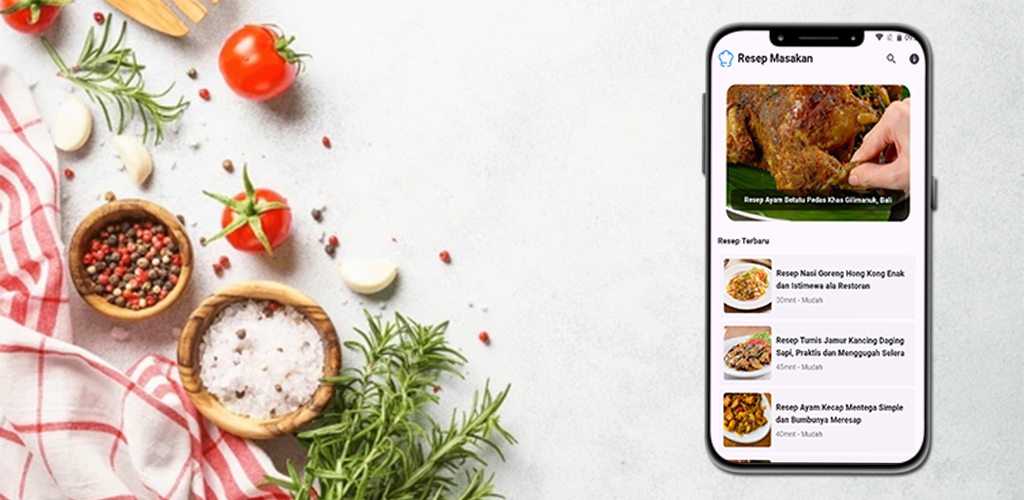 Resep Masakan
Resep Ayam Betutu Pedas Khas Gilimanuk, Bali
Resep Terbaru
Resep Nasi Goreng Hong Kong Enak
dan Istimewa ala Restoran
30mnt - Mudah
Resep Tumis Jamur Kancing Daging
Sapi, Praktis dan Menggugah Selera
45mnt - Mudah
Resep Ayam Kecap Mentega Simple
dan Bumbunya Meresap
40mnt - Mudah